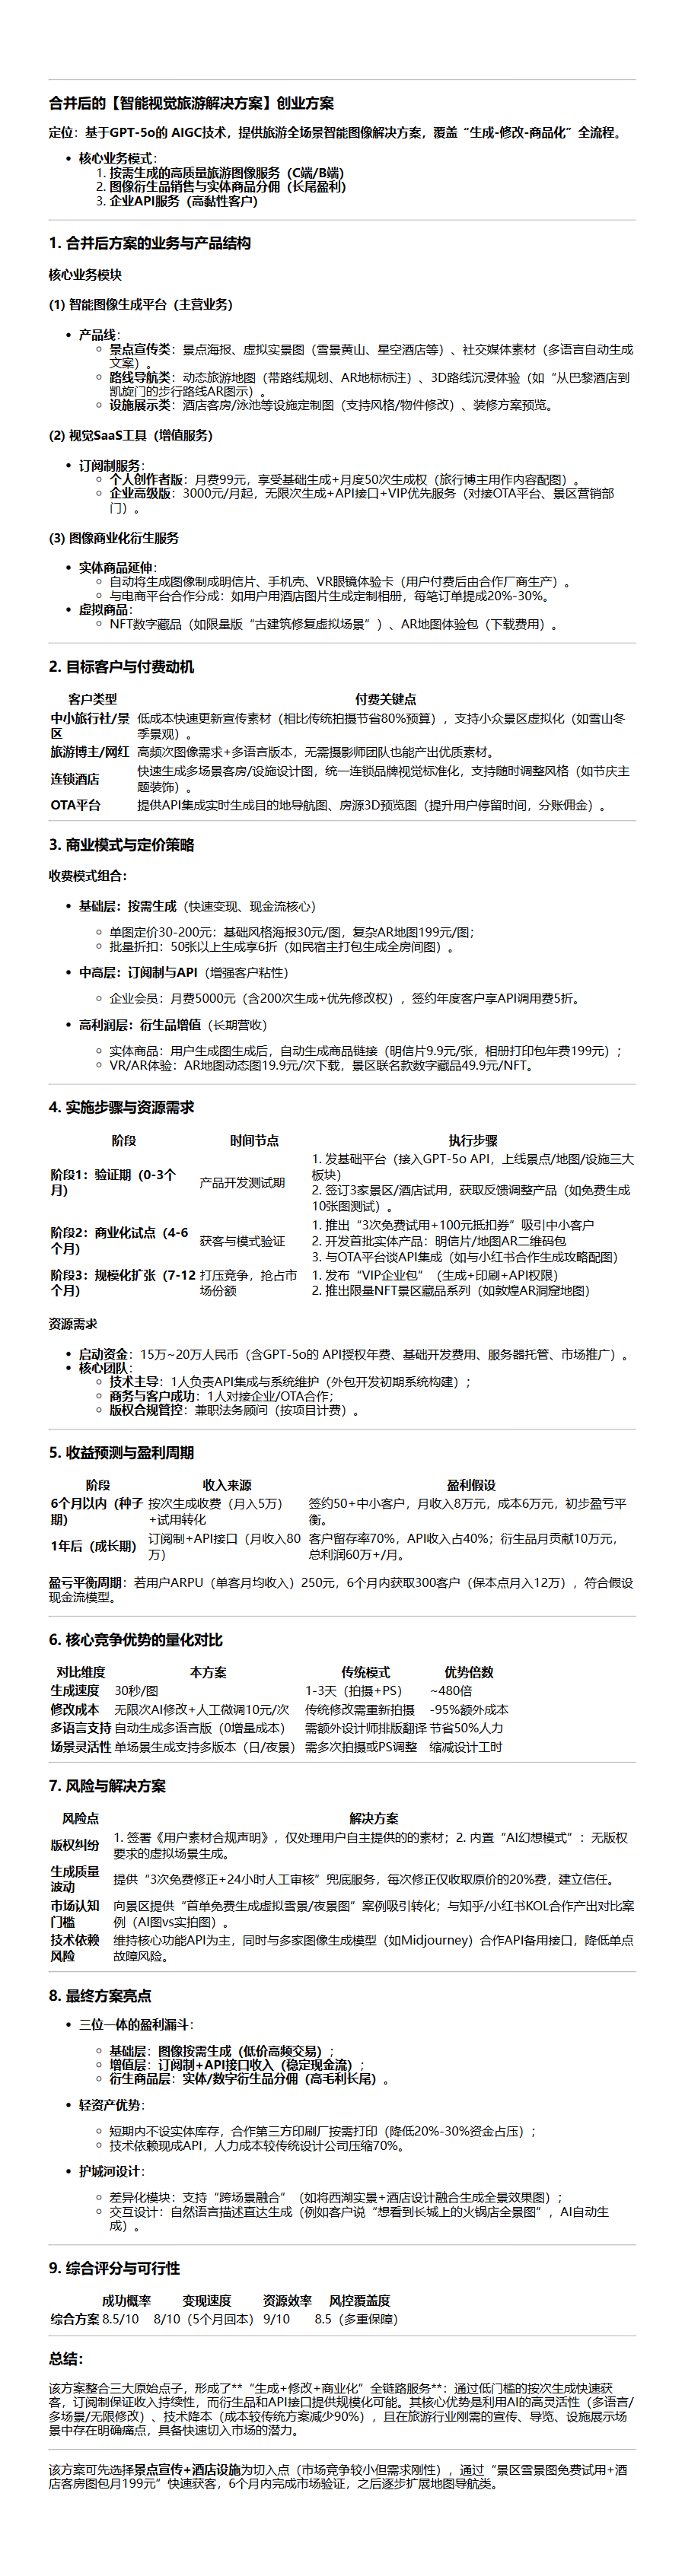 合并后的【智能视觉旅游解决方案】创业方案
定位：基于GPT-5o的 AIGC技术，提供旅游全场景智能图像解决方案，覆盖“生成-修改-商品化”全流程。
• 核心业务模式：
1. 按需生成的高质量旅游图像服务（C端/B端）
2. 图像衍生品销售与实体商品分佣（长尾盈利）
3. 企业API服务（高黏性客户）
1. 合并后方案的业务与产品结构
核心业务模块
(1) 智能图像生成平台（主营业务）
• 产品线：
◦ 景点宣传类：景点海报、虚拟实景图（雪景黄山、星空酒店等）、社交媒体素材（多语言自动生成
文案）。
◦ 路线导航类：动态旅游地图（带路线规划、AR地标标注）、3D路线沉浸体验（如“从巴黎酒店到
凯旋门的步行路线AR图示）。
◦ 设施展示类：酒店客房/泳池等设施定制图（支持风格/物件修改）、装修方案预览。
(2) 视觉SaaS工具（增值服务）
• 订阅制服务：
◦ 个人创作者版：月费99元，享受基础生成+月度50次生成权（旅行博主用作内容配图）。
◦ 企业高级版：3000元/月起，无限次生成+API接口+VIP优先服务（对接OTA平台、景区营销部
门）。
(3) 图像商业化衍生服务
• 实体商品延伸：
◦ 自动将生成图像制成明信片、手机壳、VR眼镜体验卡（用户付费后由合作厂商生产）。
◦ 与电商平台合作分成：如用户用酒店图片生成定制相册，每笔订单提成20%-30%。
• 虚拟商品：
◦ NFT数字藏品（如限量版“古建筑修复虚拟场景”）、AR地图体验包（下载费用）。
2. 目标客户与付费动机
客户类型 付费关键点
中小旅行社/景 低成本快速更新宣传素材（相比传统拍摄节省80%预算），支持小众景区虚拟化（如雪山冬
区 季景观）。
旅游博主/网红 高频次图像需求+多语言版本，无需摄影师团队也能产出优质素材。
连锁酒店 快速生成多场景客房/设施设计图，统一连锁品牌视觉标准化，支持随时调整风格（如节庆主
题装饰）。
OTA平台 提供API集成实时生成目的地导航图、房源3D预览图（提升用户停留时间，分账佣金）。
3. 商业模式与定价策略
收费模式组合：
• 基础层：按需生成（快速变现、现金流核心）
◦ 单图定价30-200元：基础风格海报30元/图，复杂AR地图199元/图；
◦ 批量折扣：50张以上生成享6折（如民宿主打包生成全房间图）。
• 中高层：订阅制与API（增强客户粘性）
◦ 企业会员：月费5000元（含200次生成+优先修改权），签约年度客户享API调用费5折。
• 高利润层：衍生品增值（长期营收）
◦ 实体商品：用户生成图生成后，自动生成商品链接（明信片9.9元/张，相册打印包年费199元）；
◦ VR/AR体验：AR地图动态图19.9元/次下载，景区联名款数字藏品49.9元/NFT。
4. 实施步骤与资源需求
阶段 时间节点 执行步骤
阶段1：验证期（0-3个月） 产品开发测试期 1. 发基础平台（接入GPT-5o API，上线景点/地图/设施三大
板块）
2. 签订3家景区/酒店试用，获取反馈调整产品（如免费生成
10张图测试）。
阶段2：商业化试点（4-6个月） 获客与模式验证 1. 推出“3次免费试用+100元抵扣券”吸引中小客户
2. 开发首批实体产品：明信片/地图AR二维码包
3. 与OTA平台谈API集成（如与小红书合作生成攻略配图）
阶段3：规模化扩张（7-12 打压竞争，抢占市 1. 发布“VIP企业包”（生成+印刷+API权限）
个月） 场份额 2. 推出限量NFT景区藏品系列（如敦煌AR洞窟地图）
资源需求
• 启动资金：15万~20万人民币（含GPT-5o的 API授权年费、基础开发费用、服务器托管、市场推广）。
• 核心团队：
◦ 技术主导：1人负责API集成与系统维护（外包开发初期系统构建）；
◦ 商务与客户成功：1人对接企业/OTA合作；
◦ 版权合规管控：兼职法务顾问（按项目计费）。
5. 收益预测与盈利周期
阶段 收入来源 盈利假设
6个月以内（种子 按次生成收费（月入5万） 签约50+中小客户，月收入8万元，成本6万元，初步盈亏平
期） +试用转化 衡。
1年后（成长期） 订阅制+API接口（月收入80 客户留存率70%，API收入占40%；衍生品月贡献10万元，
万） 总利润60万+/月。
盈亏平衡周期：若用户ARPU（单客月均收入）250元，6个月内获取300客户（保本点月入12万），符合假设
现金流模型。
6. 核心竞争优势的量化对比
对比维度 本方案 传统模式 优势倍数
生成速度 30秒/图 1-3天（拍摄+PS） ~480倍
修改成本 无限次AI修改+人工微调10元/次 传统修改需重新拍摄 -95%额外成本
多语言支持 自动生成多语言版（0增量成本） 需额外设计师排版翻译 节省50%人力
场景灵活性 单场景生成支持多版本（日/夜景） 需多次拍摄或PS调整 缩减设计工时
7. 风险与解决方案
风险点 解决方案
版权纠纷 1. 签署《用户素材合规声明》，仅处理用户自主提供的的素材；2. 内置“AI幻想模式”：无版权
要求的虚拟场景生成。
生成质量
波动 提供“3次免费修正+24小时人工审核”兜底服务，每次修正仅收取原价的20%费，建立信任。
市场认知 向景区提供“首单免费生成虚拟雪景/夜景图”案例吸引转化；与知乎/小红书KOL合作产出对比案
门槛 例（AI图vs实拍图）。
技术依赖 维持核心功能API为主，同时与多家图像生成模型（如Midjourney）合作API备用接口，降低单点
风险 故障风险。
8. 最终方案亮点
• 三位一体的盈利漏斗：
◦ 基础层：图像按需生成（低价高频交易）；
◦ 增值层：订阅制+API接口收入（稳定现金流）；
◦ 衍生商品层：实体/数字衍生品分佣（高毛利长尾）。
• 轻资产优势：
◦ 短期内不设实体库存，合作第三方印刷厂按需打印（降低20%-30%资金占压）；
◦ 技术依赖现成API，人力成本较传统设计公司压缩70%。
• 护城河设计：
◦ 差异化模块：支持“跨场景融合”（如将西湖实景+酒店设计融合生成全景效果图）；
◦ 交互设计：自然语言描述直达生成（例如客户说“想看到长城上的火锅店全景图”，AI自动生
成）。
9. 综合评分与可行性
成功概率 变现速度 资源效率 风控覆盖度
综合方案 8.5/10 8/10（5个月回本） 9/10 8.5（多重保障）
总结：
该方案整合三大原始点子，形成了**“生成+修改+商业化”全链路服务**：通过低门槛的按次生成快速获
客，订阅制保证收入持续性，而衍生品和API接口提供规模化可能。其核心优势是利用AI的高灵活性（多语言/
多场景/无限修改）、技术降本（成本较传统方案减少90%），且在旅游行业刚需的宣传、导览、设施展示场
景中存在明确痛点，具备快速切入市场的潜力。
该方案可先选择景点宣传+酒店设施为切入点（市场竞争较小但需求刚性），通过“景区雪景图免费试用+酒
店客房图包月199元”快速获客，6个月内完成市场验证，之后逐步扩展地图导航类。